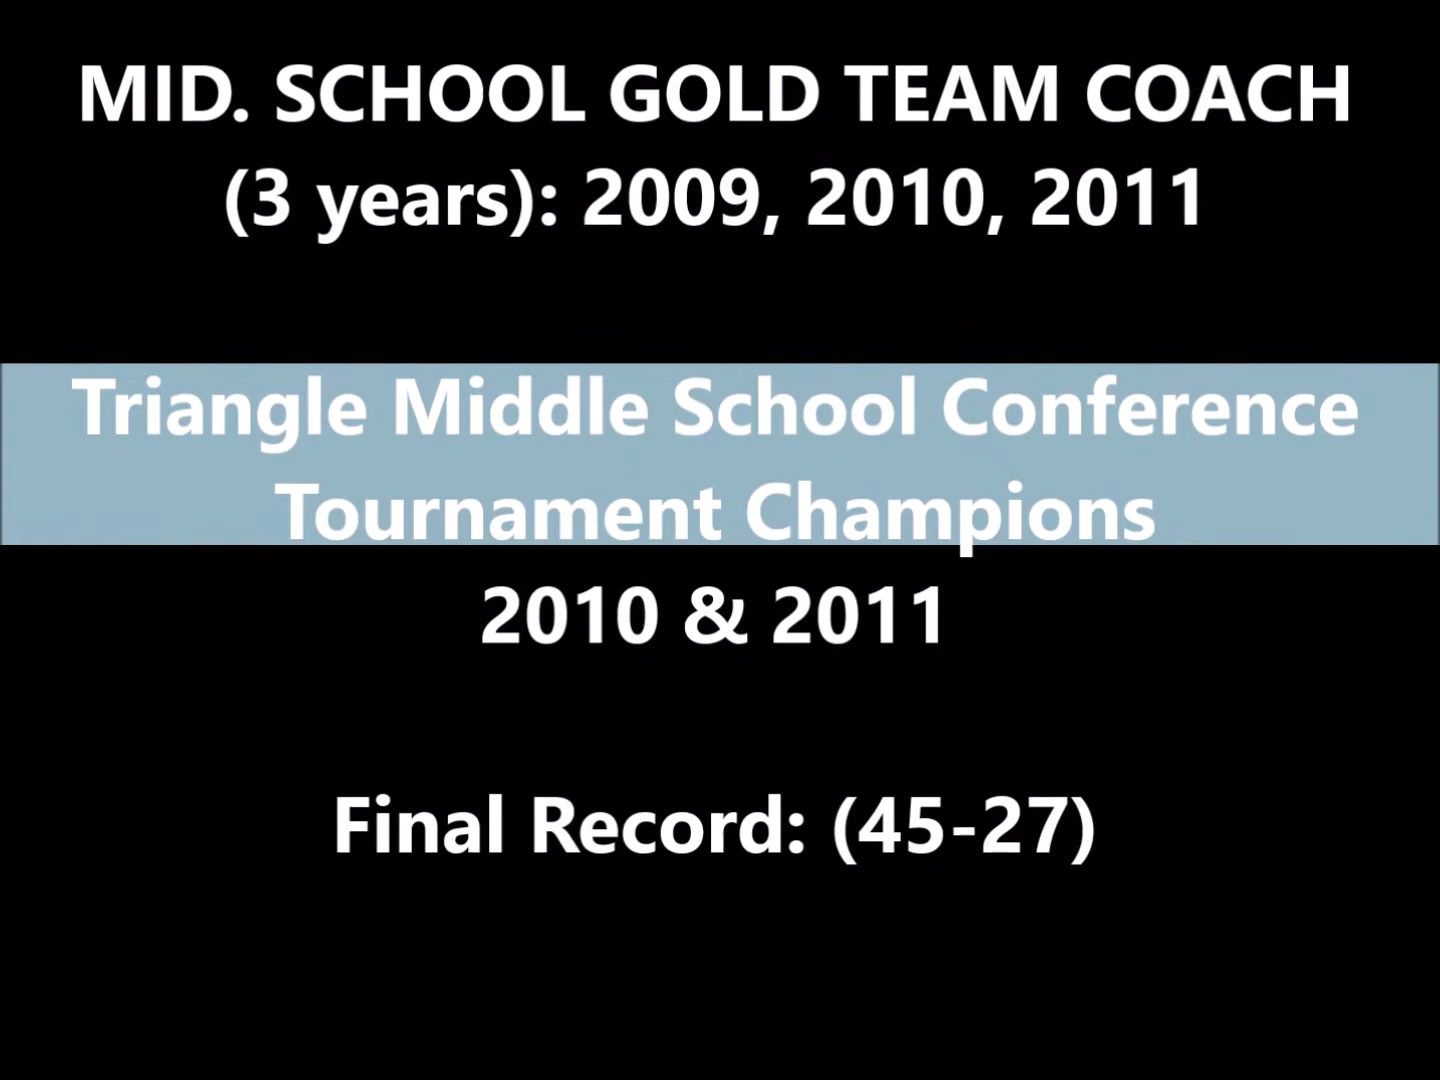 MID. SCHOOL GOLD TEAM COACH
(3 years): 2009, 2010, 2011
Triangle Middle School Conference
Tournament Champions
2010 & 2011
Final Record: (45-27)